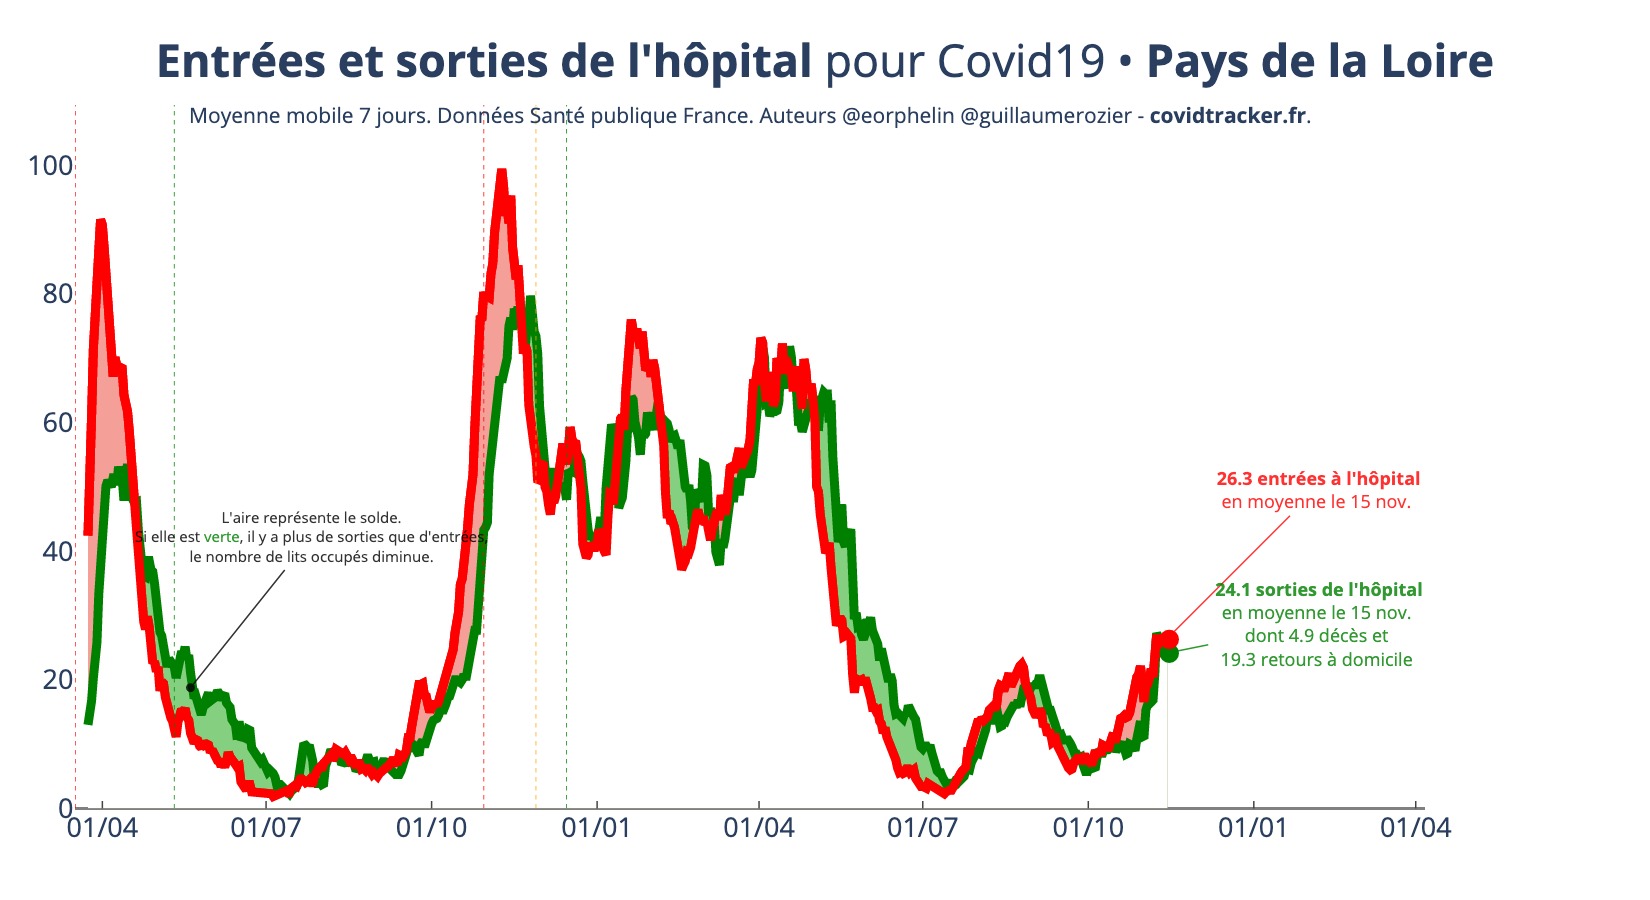 Entrées et sorties de l'hôpital pour Covid19 • Pays de la Loire
Moyenne mobile 7 jours. Données Santé publique France. Auteurs @eorphelin @guillaumerozier - covidtracker.fr.
100
80
60
40
20
0
26.3 entrées à l'hôpital
en moyenne le 15 nov.
L'aire représente le solde.
Si elle est verte, il y a plus de sorties que d'entrées,
le nombre de lits occupés diminue.
24.1 sorties de l'hôpital
en moyenne le 15 nov.
dont 4.9 décès et
19.3 retours à domicile
01/04 01/07 01/10 01/01 01/04 01/07 01/10 01/01 01/04